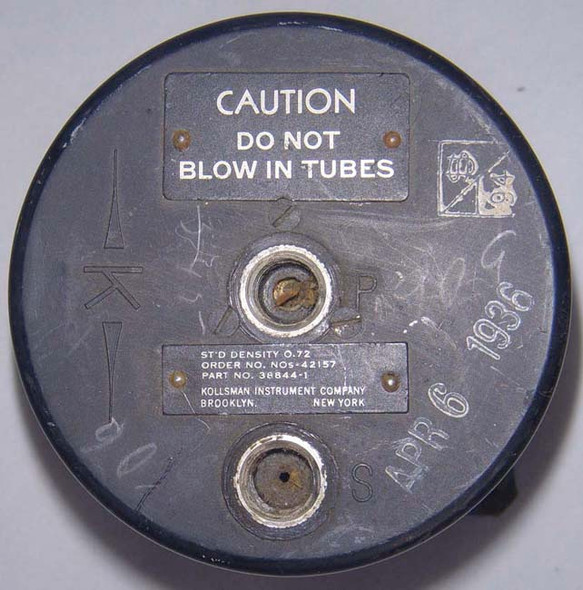 CAUTION
DO NOT
BLOW IN TUBES
K
P
ST'D DENSITY 0.72
ORDER NO. NOs-42157
PART NO. 38844-1
KOLLSMAN INSTRUMENT COMPANY
BROOKLYN. NEW YORK
S
APR 6 1936